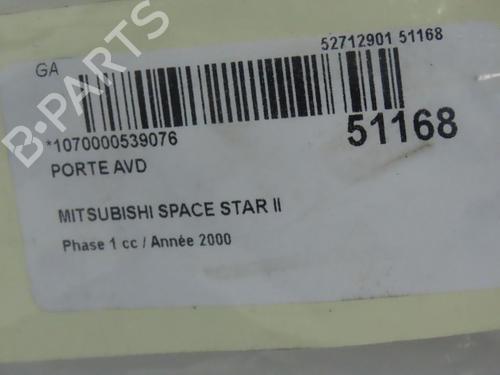 52712901 51168
GA
*1070000539076
51168
PORTE AVD
MITSUBISHI SPACE STAR II
Phase 1 cc / Année 2000
B-PARTS